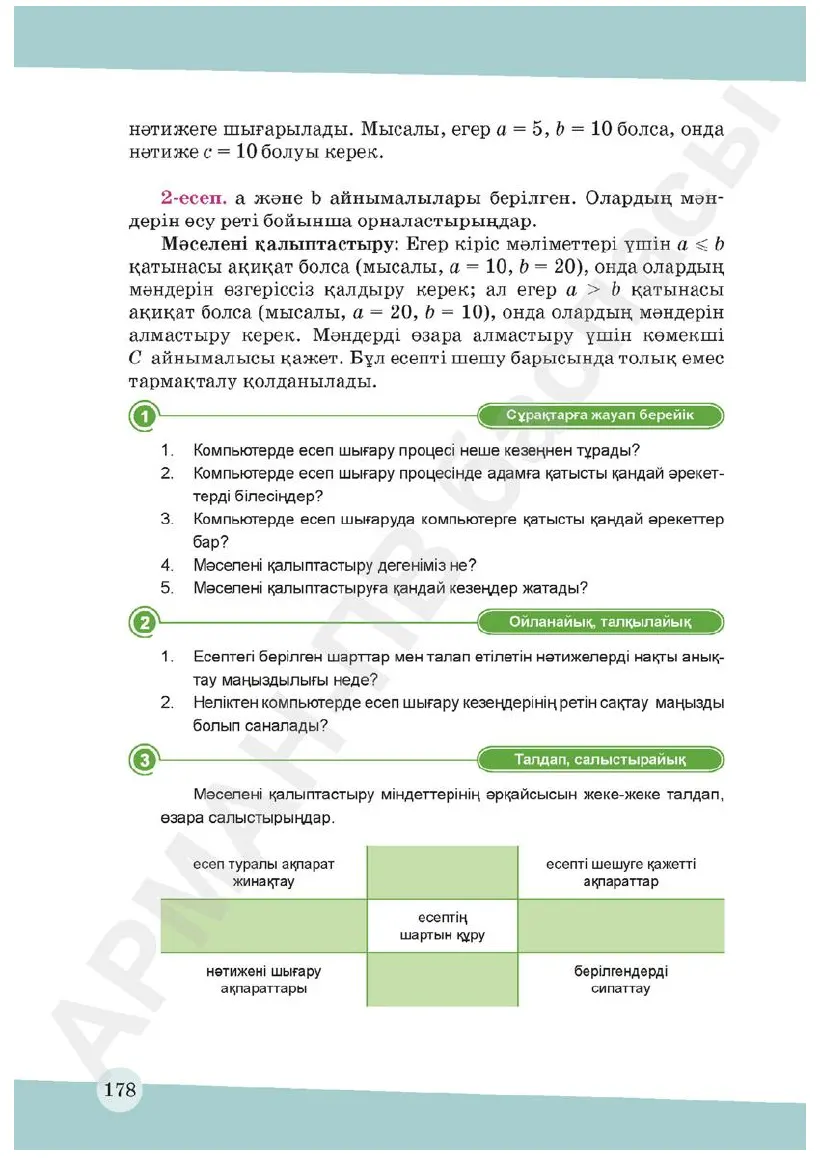 нәтижеге шығарылады. Мысалы, егер a = 5, b = 10 болса, онда
нәтиже c = 10 болуы керек.
2-есеп. a және b айнымалылары берілген. Олардың мән-
дерін өсу реті бойынша орналастырыңдар.
Мәселені қалыптастыру: Егер кіріс мәліметтері үшін a ⩽ b
қатынасы ақиқат болса (мысалы, a = 10, b = 20), онда олардың
мәндерін өзгеріссіз қалдыру керек; ал егер a > b қатынасы
ақиқат болса (мысалы, a = 20, b = 10), онда олардың мәндерін
алмастыру керек. Мәндерді өзара алмастыру үшін көмекші
C айнымалысы қажет. Бұл есепті шешу барысында толық емес
тармақталу қолданылады.
1 Сұрақтарға жауап берейік
1. Компьютерде есеп шығару процесі неше кезеңнен тұрады?
2. Компьютерде есеп шығару процесінде адамға қатысты қандай әрекет-
терді білесіңдер?
3. Компьютерде есеп шығаруда компьютерге қатысты қандай әрекеттер
бар?
4. Мәселені қалыптастыру дегеніміз не?
5. Мәселені қалыптастыруға қандай кезеңдер жатады?
2 Ойланайық, талқылайық
1. Есептегі берілген шарттар мен талап етілетін нәтижелерді нақты анық-
тау маңыздылығы неде?
2. Неліктен компьютерде есеп шығару кезеңдерінің ретін сақтау маңызды
болып саналады?
3 Талдап, салыстырайық
Мәселені қалыптастыру міндеттерінің әрқайсысын жеке-жеке талдап,
өзара салыстырыңдар.
есеп туралы ақпарат
жинақтау
есепті шешуге қажетті
ақпараттар
есептің
шартын құру
нәтижені шығару
ақпараттары
берілгендерді
сипаттау
178
АРМАН-ПВ баспасы